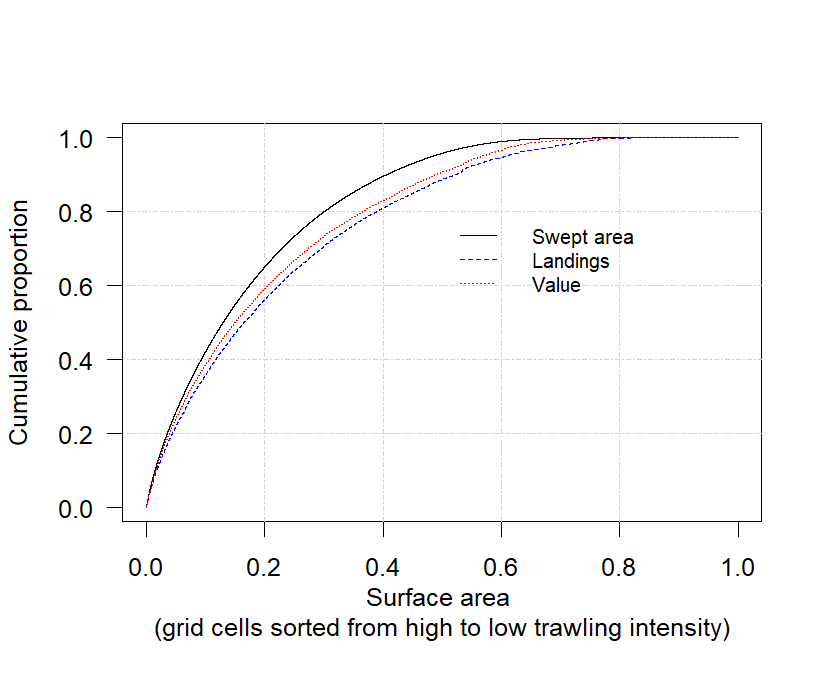 1.0
0.8
0.6
0.4
0.2
0.0
Cumulative proportion
Swept area
Landings
Value
0.0 0.2 0.4 0.6 0.8 1.0
Surface area
(grid cells sorted from high to low trawling intensity)